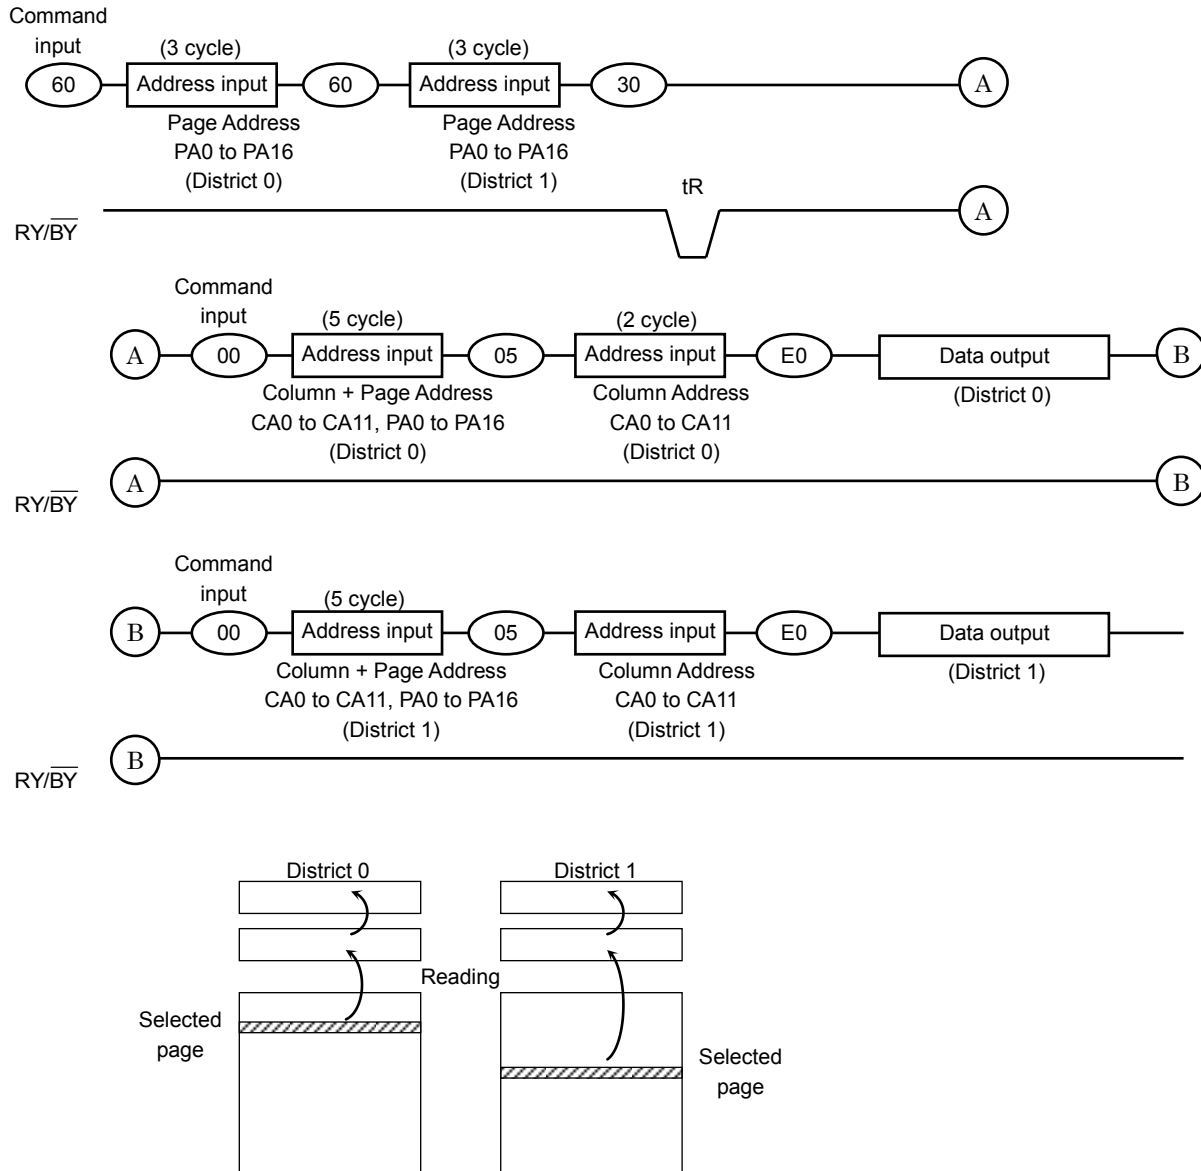 Command
input
(3 cycle) (3 cycle)
60 Address input 60 Address input 30 A
Page Address Page Address
PA0 to PA16 PA0 to PA16
(District 0) (District 1)
tR
RY/BY A
Command
input
(5 cycle) (2 cycle)
A 00 Address input 05 Address input E0 Data output B
Column + Page Address Column Address (District 0)
CA0 to CA11, PA0 to PA16 CA0 to CA11
(District 0) (District 0)
RY/BY A B
Command
input
(5 cycle)
B 00 Address input 05 Address input E0 Data output
Column + Page Address Column Address (District 1)
CA0 to CA11, PA0 to PA16 CA0 to CA11
(District 1) (District 1)
RY/BY B
District 0 District 1
Reading
Selected
page
Selected
page